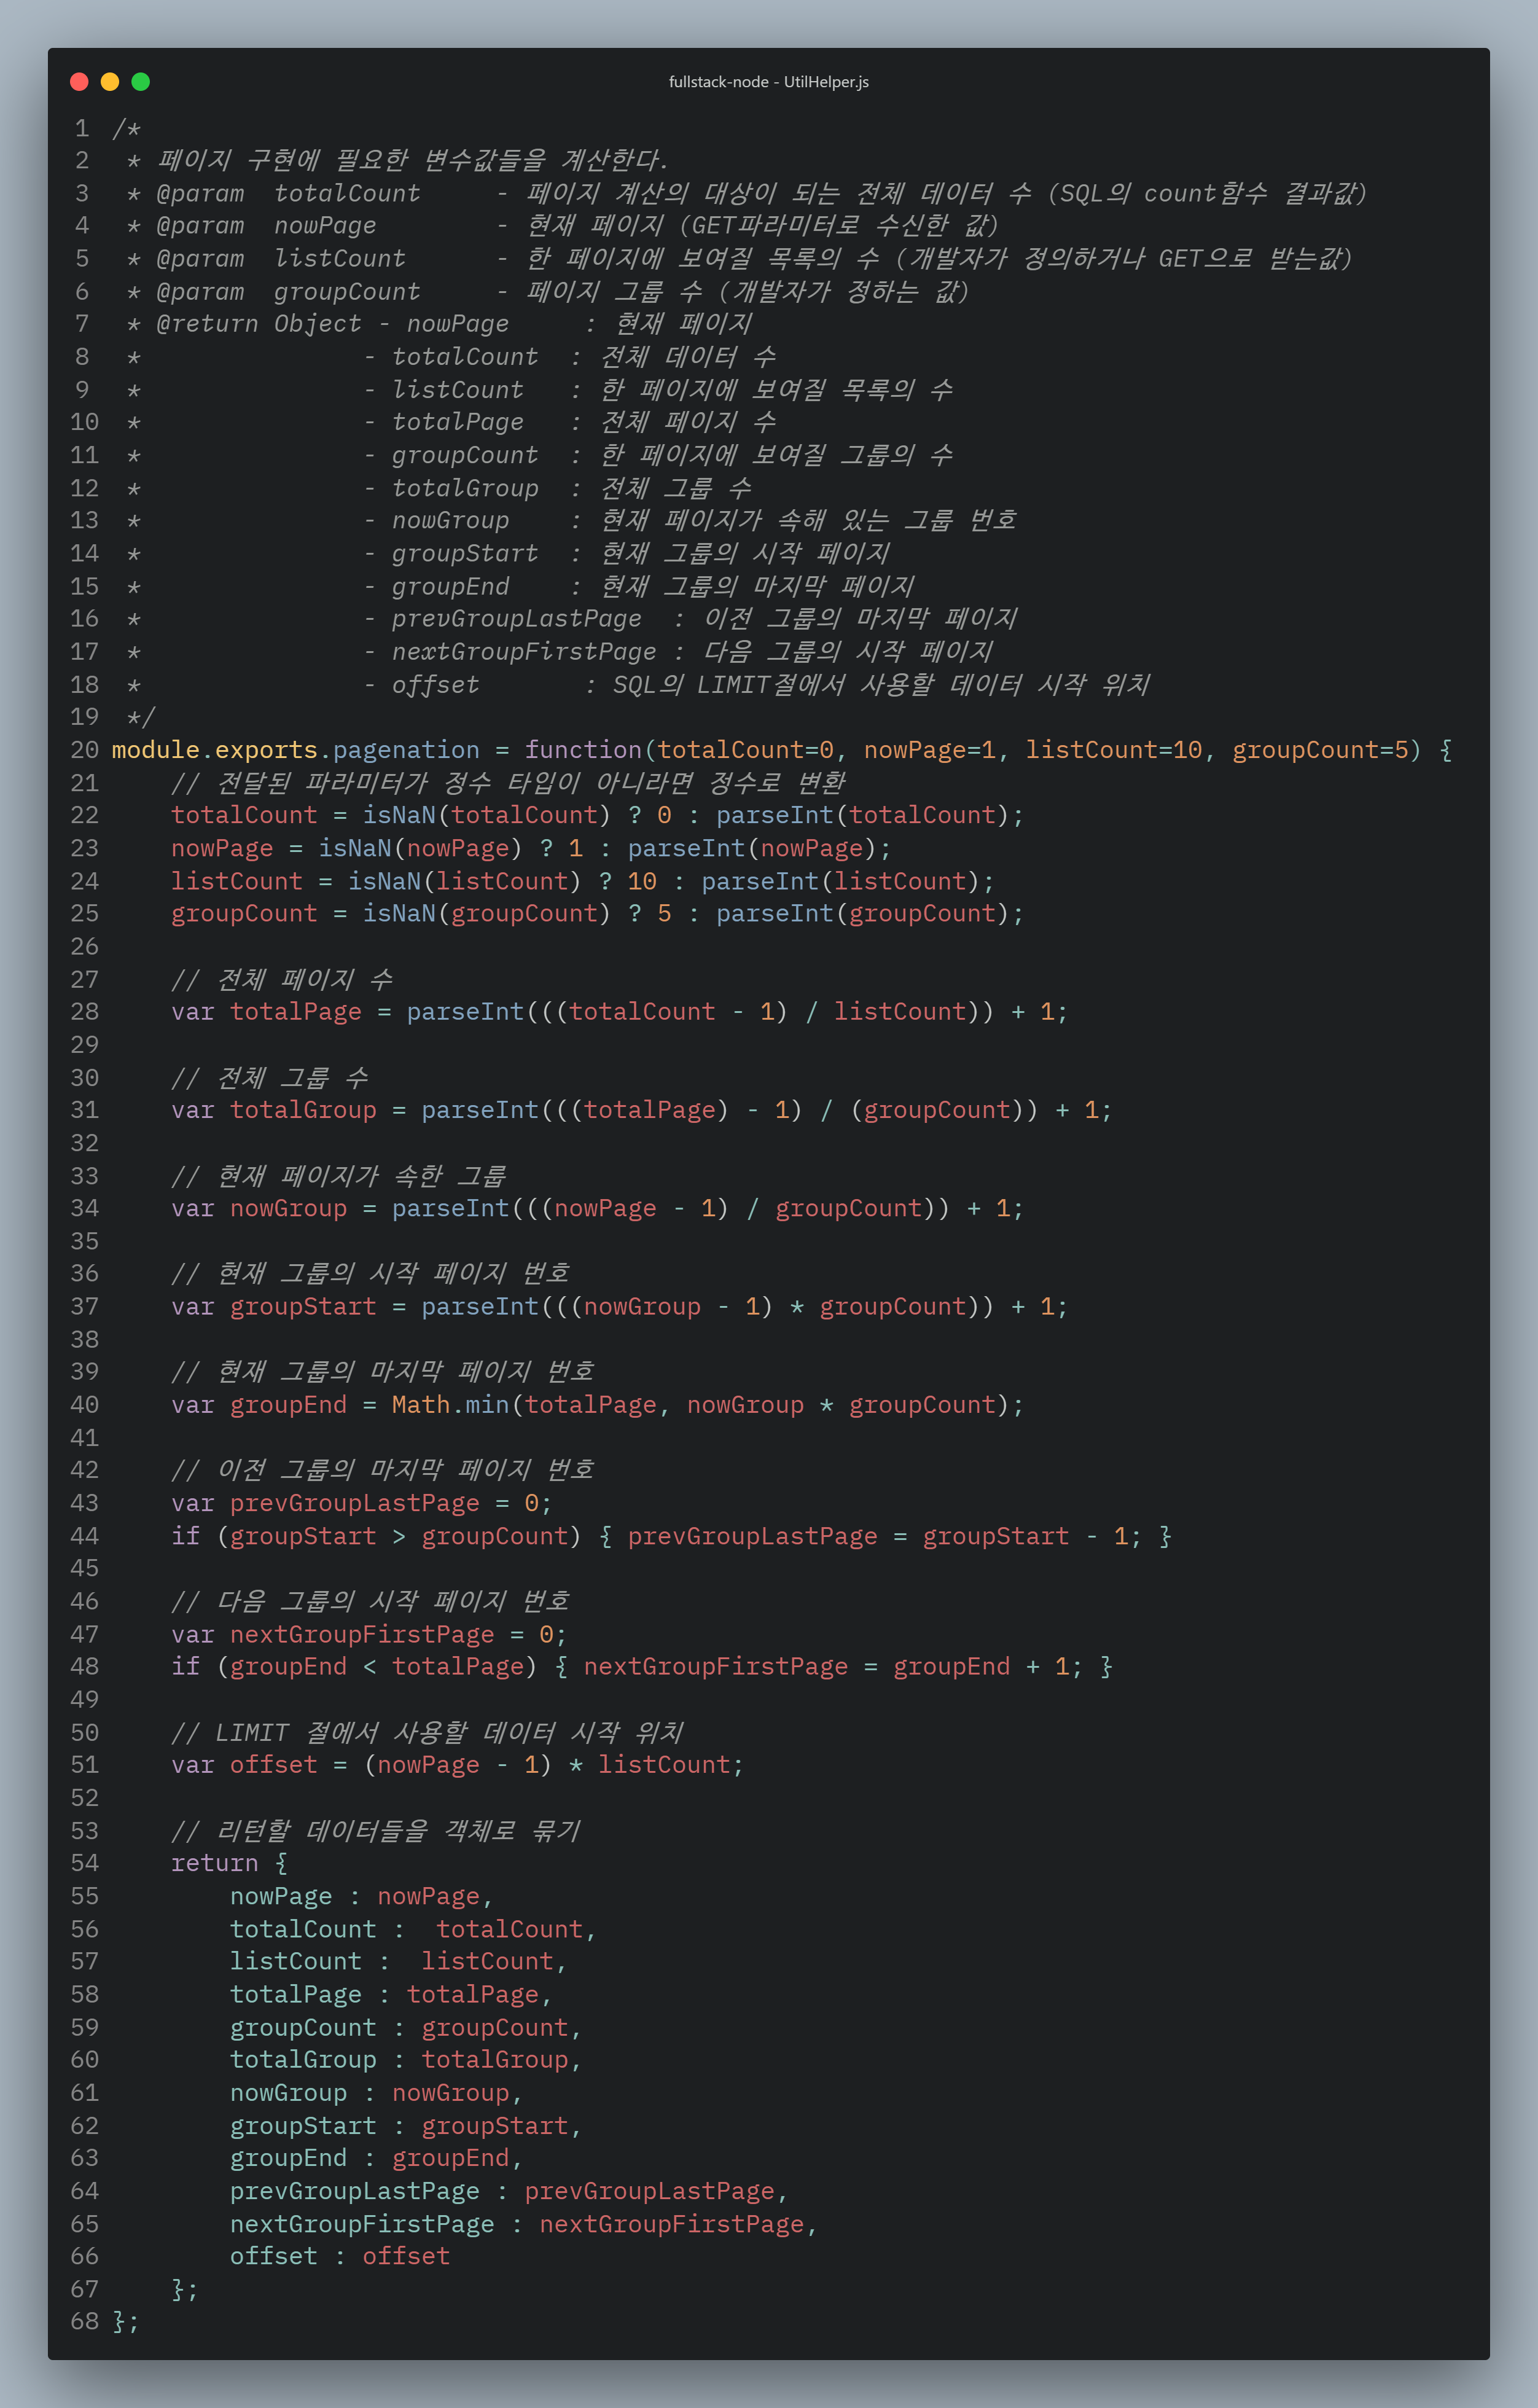 fullstack-node - UtilHelper.js
1 /*
2  * 페이지 구현에 필요한 변수값들을 계산한다.
3  * @param  totalCount     - 페이지 계산의 대상이 되는 전체 데이터 수 (SQL의 count함수 결과값)
4  * @param  nowPage        - 현재 페이지 (GET파라미터로 수신한 값)
5  * @param  listCount      - 한 페이지에 보여질 목록의 수 (개발자가 정의하거나 GET으로 받는값)
6  * @param  groupCount     - 페이지 그룹 수 (개발자가 정하는 값)
7  * @return Object - nowPage     : 현재 페이지
8  *               - totalCount  : 전체 데이터 수
9  *               - listCount   : 한 페이지에 보여질 목록의 수
10  *               - totalPage   : 전체 페이지 수
11  *               - groupCount  : 한 페이지에 보여질 그룹의 수
12  *               - totalGroup  : 전체 그룹 수
13  *               - nowGroup    : 현재 페이지가 속해 있는 그룹 번호
14  *               - groupStart  : 현재 그룹의 시작 페이지
15  *               - groupEnd    : 현재 그룹의 마지막 페이지
16  *               - prevGroupLastPage  : 이전 그룹의 마지막 페이지
17  *               - nextGroupFirstPage : 다음 그룹의 시작 페이지
18  *               - offset       : SQL의 LIMIT절에서 사용할 데이터 시작 위치
19  */
20 module.exports.pagenation = function(totalCount=0, nowPage=1, listCount=10, groupCount=5) {
21     // 전달된 파라미터가 정수 타입이 아니라면 정수로 변환
22     totalCount = isNaN(totalCount) ? 0 : parseInt(totalCount);
23     nowPage = isNaN(nowPage) ? 1 : parseInt(nowPage);
24     listCount = isNaN(listCount) ? 10 : parseInt(listCount);
25     groupCount = isNaN(groupCount) ? 5 : parseInt(groupCount);
26
27     // 전체 페이지 수
28     var totalPage = parseInt(((totalCount - 1) / listCount)) + 1;
29
30     // 전체 그룹 수
31     var totalGroup = parseInt(((totalPage) - 1) / (groupCount)) + 1;
32
33     // 현재 페이지가 속한 그룹
34     var nowGroup = parseInt(((nowPage - 1) / groupCount)) + 1;
35
36     // 현재 그룹의 시작 페이지 번호
37     var groupStart = parseInt(((nowGroup - 1) * groupCount)) + 1;
38
39     // 현재 그룹의 마지막 페이지 번호
40     var groupEnd = Math.min(totalPage, nowGroup * groupCount);
41
42     // 이전 그룹의 마지막 페이지 번호
43     var prevGroupLastPage = 0;
44     if (groupStart > groupCount) { prevGroupLastPage = groupStart - 1; }
45
46     // 다음 그룹의 시작 페이지 번호
47     var nextGroupFirstPage = 0;
48     if (groupEnd < totalPage) { nextGroupFirstPage = groupEnd + 1; }
49
50     // LIMIT 절에서 사용할 데이터 시작 위치
51     var offset = (nowPage - 1) * listCount;
52
53     // 리턴할 데이터들을 객체로 묶기
54     return {
55         nowPage : nowPage,
56         totalCount :  totalCount,
57         listCount :  listCount,
58         totalPage : totalPage,
59         groupCount : groupCount,
60         totalGroup : totalGroup,
61         nowGroup : nowGroup,
62         groupStart : groupStart,
63         groupEnd : groupEnd,
64         prevGroupLastPage : prevGroupLastPage,
65         nextGroupFirstPage : nextGroupFirstPage,
66         offset : offset
67     };
68 };